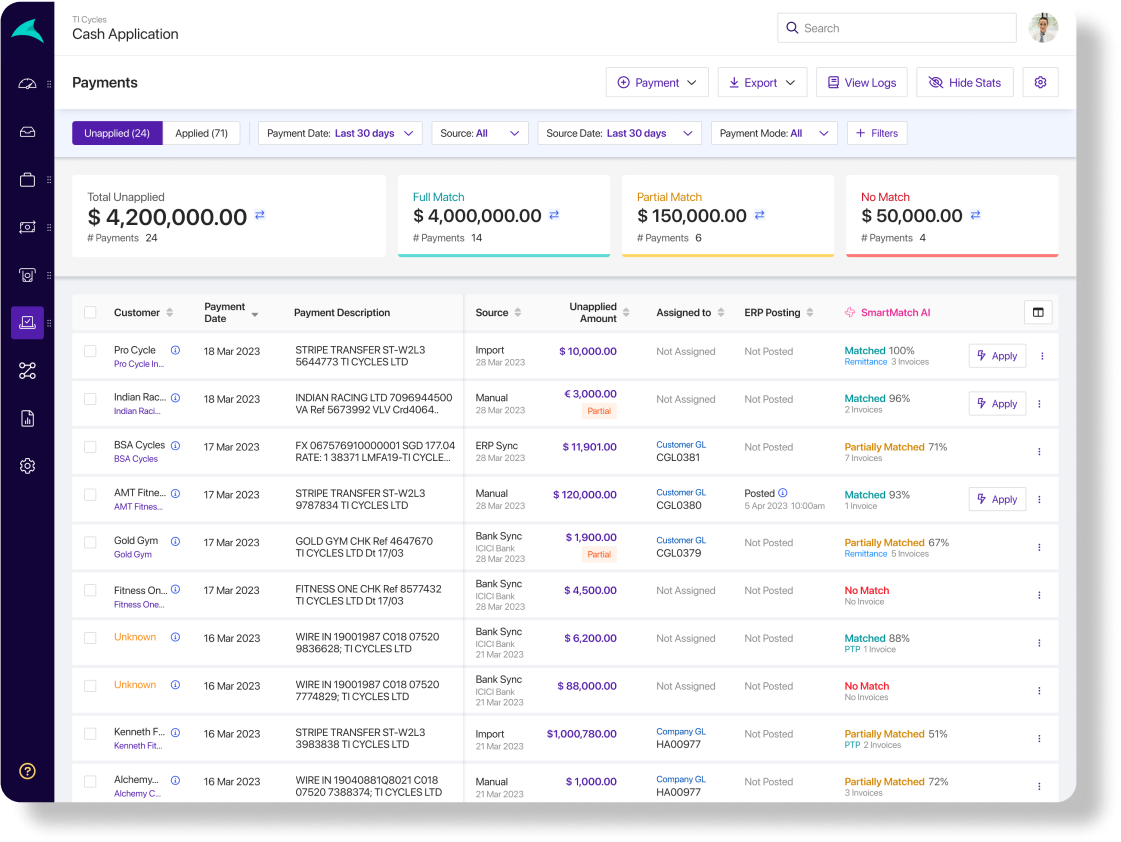 TI Cycles
Cash Application
Search
Payments
Payment
Export
View Logs
Hide Stats
Unapplied (24)
Applied (71)
Payment Date: Last 30 days
Source: All
Source Date: Last 30 days
Payment Mode: All
+ Filters
Total Unapplied
$ 4,200,000.00
# Payments 24
Full Match
$ 4,000,000.00
# Payments 14
Partial Match
$ 150,000.00
# Payments 6
No Match
$ 50,000.00
# Payments 4
Customer
Payment
Date
Payment Description
Source
Unapplied
Amount
Assigned to
ERP Posting
SmartMatch AI
Pro Cycle
Pro Cycle In...
18 Mar 2023
STRIPE TRANSFER ST-W2L3
5644773 TI CYCLES LTD
Import
28 Mar 2023
$ 10,000.00
Not Assigned
Not Posted
Matched 100%
Remittance 3 Invoices
Apply
Indian Rac...
Indian Raci...
18 Mar 2023
INDIAN RACING LTD 7096944500
VA Ref 5673992 VLV Crd4064..
Manual
28 Mar 2023
€ 3,000.00
Partial
Not Assigned
Not Posted
Matched 96%
2 Invoices
Apply
BSA Cycles
BSA Cycles
17 Mar 2023
FX 067576910000001 SGD 177.04
RATE: 1 38371 LMFA19-TI CYCLE...
ERP Sync
28 Mar 2023
$ 11,901.00
Customer GL
CGL0381
Not Posted
Partially Matched 71%
7 Invoices
AMT Fitne...
AMT Fitnes...
17 Mar 2023
STRIPE TRANSFER ST-W2L3
9787834 TI CYCLES LTD
Manual
28 Mar 2023
$ 120,000.00
Customer GL
CGL0380
Posted
5 Apr 2023 10:00am
Matched 93%
1 Invoice
Apply
Gold Gym
Gold Gym
17 Mar 2023
GOLD GYM CHK Ref 4647670
TI CYCLES LTD Dt 17/03
Bank Sync
ICICI Bank
28 Mar 2023
$ 1,900.00
Partial
Customer GL
CGL0379
Not Posted
Partially Matched 67%
Remittance 5 Invoices
Fitness On...
Fitness One...
17 Mar 2023
FITNESS ONE CHK Ref 8577432
TI CYCLES LTD Dt 17/03
Bank Sync
ICICI Bank
28 Mar 2023
$ 4,500.00
Not Assigned
Not Posted
No Match
No Invoice
Unknown
16 Mar 2023
WIRE IN 19001987 C018 07520
9836628; TI CYCLES LTD
Bank Sync
ICICI Bank
21 Mar 2023
$ 6,200.00
Not Assigned
Not Posted
Matched 88%
PTP 1 Invoice
Unknown
16 Mar 2023
WIRE IN 19001987 C018 07520
7774829; TI CYCLES LTD
Bank Sync
ICICI Bank
21 Mar 2023
$ 88,000.00
Not Assigned
Not Posted
No Match
No Invoices
Kenneth F...
Kenneth Fit...
16 Mar 2023
STRIPE TRANSFER ST-W2L3
3983838 TI CYCLES LTD
Import
21 Mar 2023
$1,000,780.00
Company GL
HA00977
Not Posted
Partially Matched 51%
PTP 2 Invoices
Alchemy...
Alchemy C...
16 Mar 2023
WIRE IN 19040881Q8021 C018
07520 7388374; TI CYCLES LTD
Manual
21 Mar 2023
$ 1,000.00
Company GL
HA00977
Not Posted
Partially Matched 72%
3 Invoices